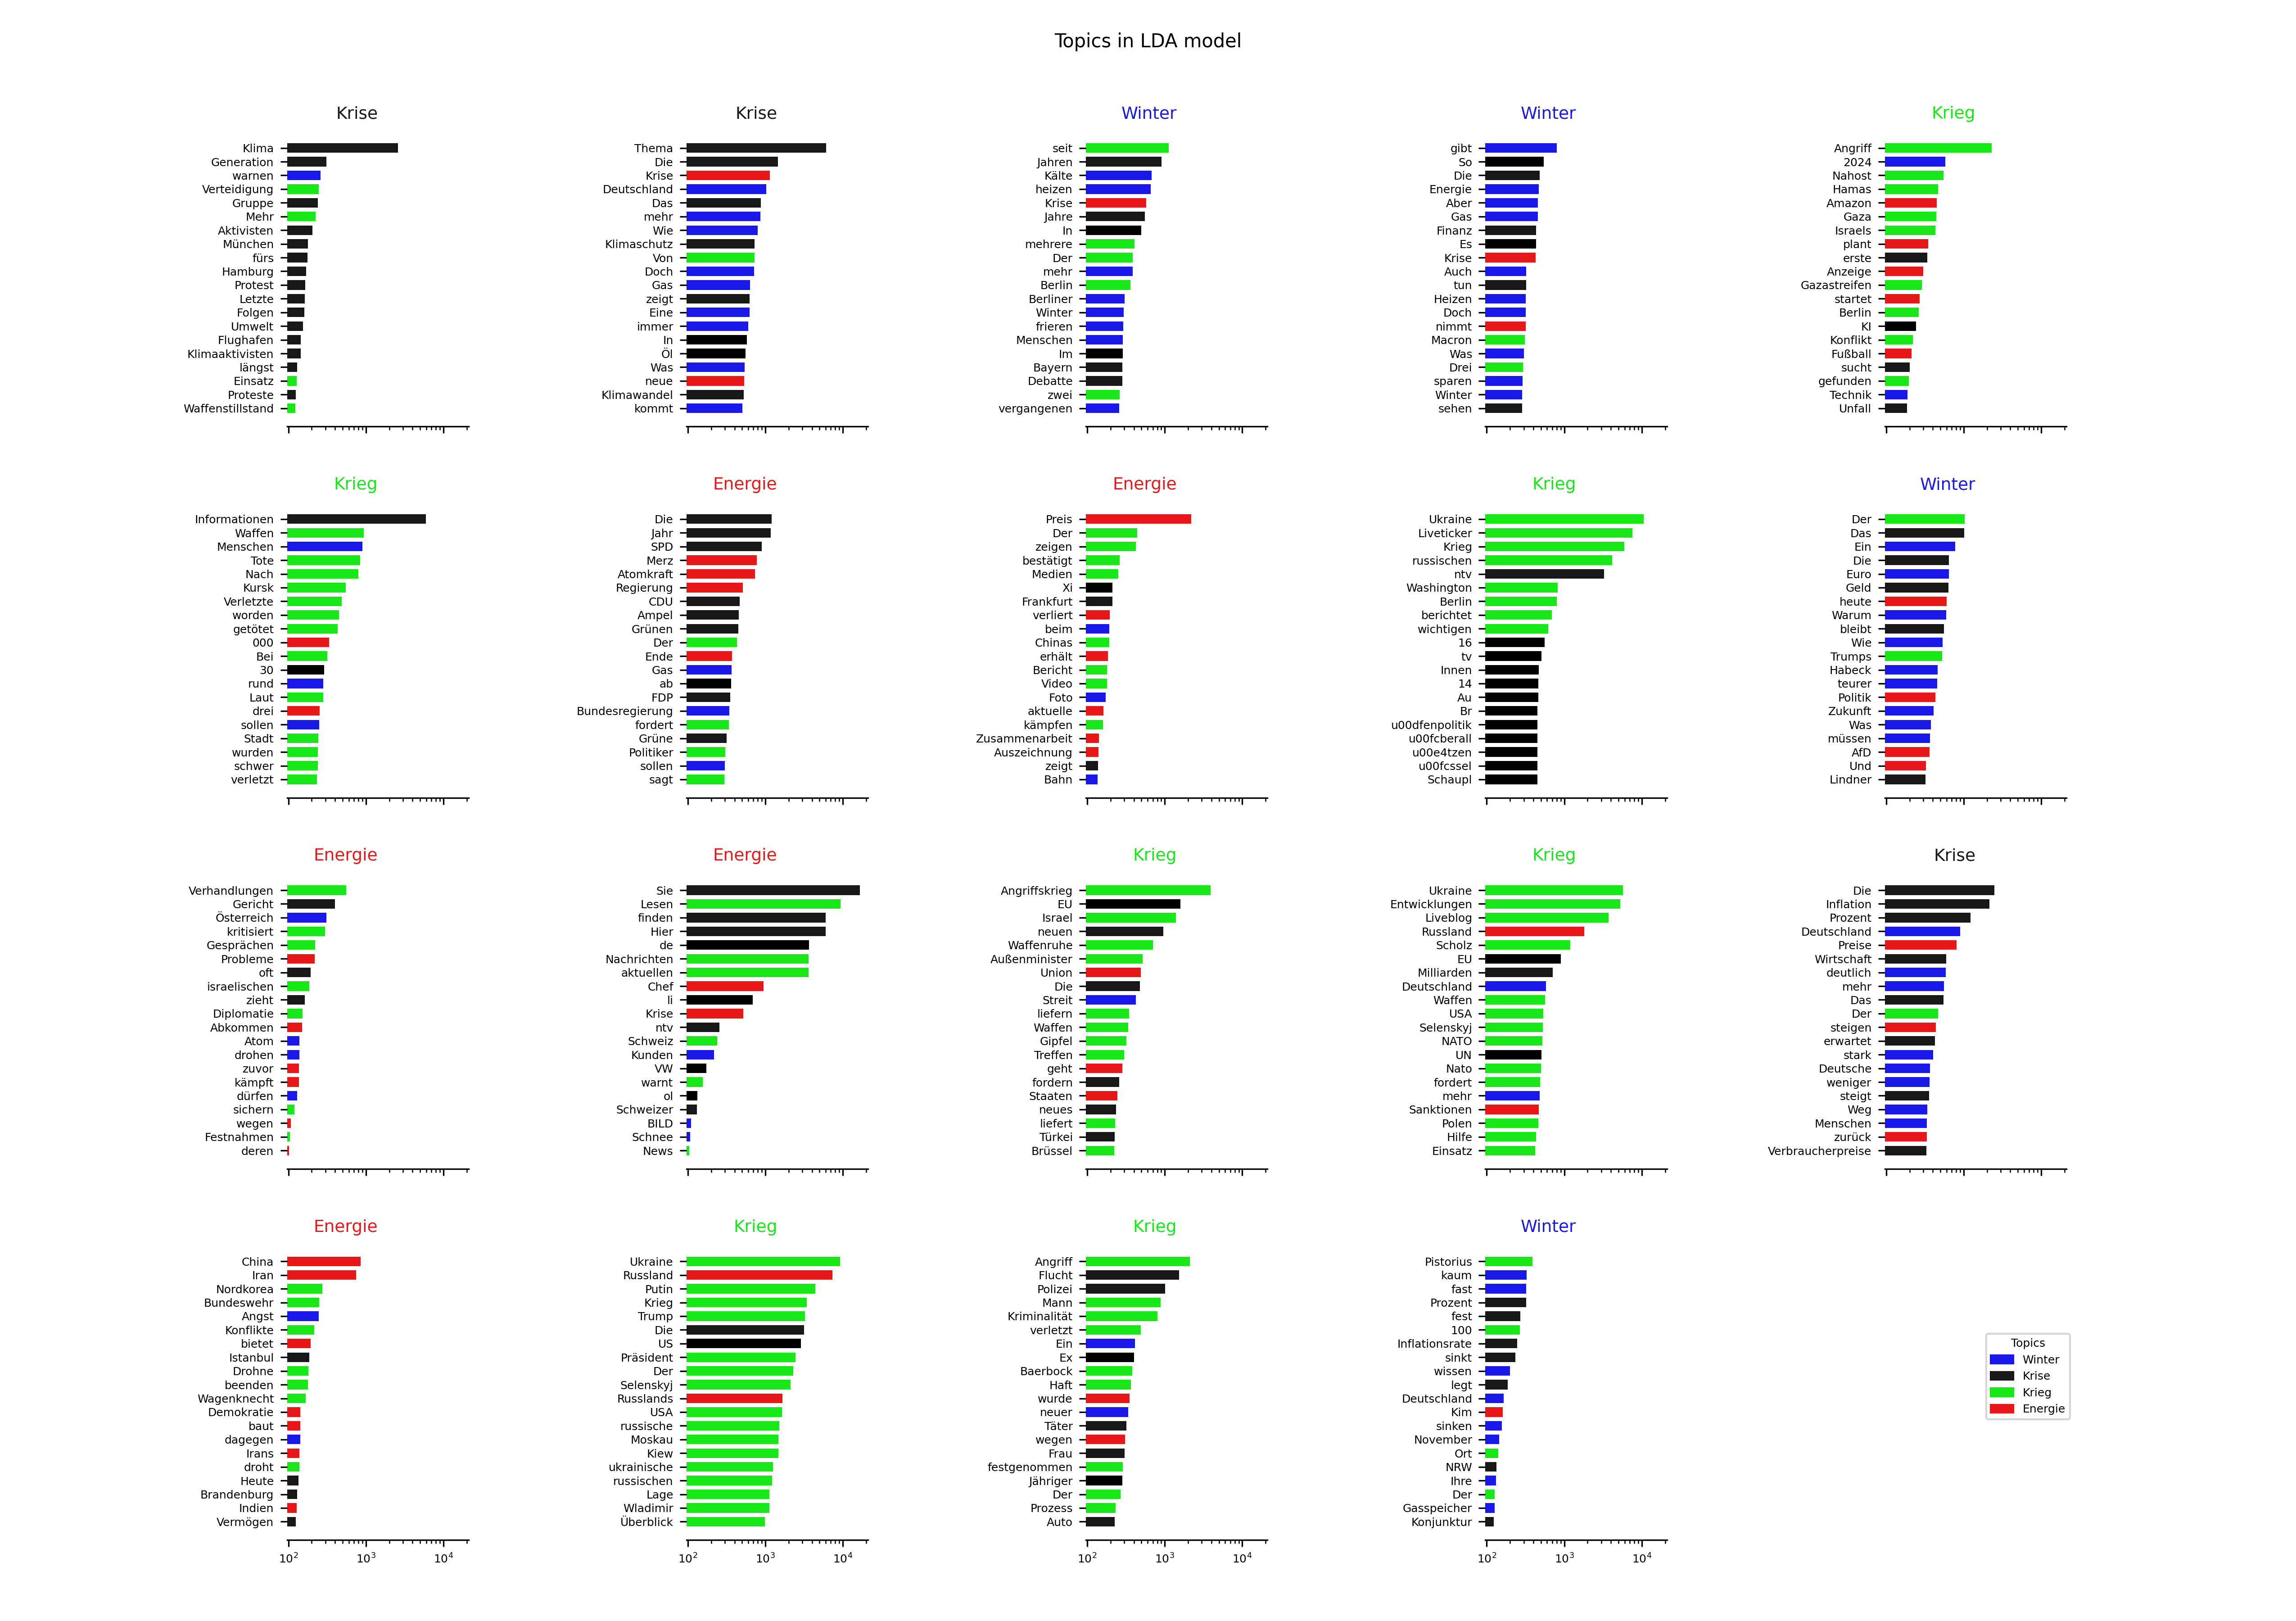 Topics in LDA model
Krise
Klima
Generation
warnen
Verteidigung
Gruppe
Mehr
Aktivisten
München
fürs
Hamburg
Protest
Letzte
Folgen
Umwelt
Flughafen
Klimaaktivisten
längst
Einsatz
Proteste
Waffenstillstand
Krise
Thema
Die
Krise
Deutschland
Das
mehr
Wie
Klimaschutz
Von
Doch
Gas
zeigt
Eine
immer
In
Öl
Was
neue
Klimawandel
kommt
Winter
seit
Jahren
Kälte
heizen
Krise
Jahre
In
mehrere
Der
mehr
Berlin
Berliner
Winter
frieren
Menschen
Im
Bayern
Debatte
zwei
vergangenen
Winter
gibt
So
Die
Energie
Aber
Gas
Finanz
Es
Krise
Auch
tun
Heizen
Doch
nimmt
Macron
Was
Drei
sparen
Winter
sehen
Krieg
Angriff
2024
Nahost
Hamas
Amazon
Gaza
Israels
plant
erste
Anzeige
Gazastreifen
startet
Berlin
KI
Konflikt
Fußball
sucht
gefunden
Technik
Unfall
Krieg
Informationen
Waffen
Menschen
Tote
Nach
Kursk
Verletzte
worden
getötet
000
Bei
30
rund
Laut
drei
sollen
Stadt
wurden
schwer
verletzt
Energie
Die
Jahr
SPD
Merz
Atomkraft
Regierung
CDU
Ampel
Grünen
Der
Ende
Gas
ab
FDP
Bundesregierung
fordert
Grüne
Politiker
sollen
sagt
Energie
Preis
Der
zeigen
bestätigt
Medien
Xi
Frankfurt
verliert
beim
Chinas
erhält
Bericht
Video
Foto
aktuelle
kämpfen
Zusammenarbeit
Auszeichnung
zeigt
Bahn
Krieg
Ukraine
Liveticker
Krieg
russischen
ntv
Washington
Berlin
berichtet
wichtigen
16
tv
Innen
14
Au
Br
u00dfenpolitik
u00fcberall
u00e4tzen
u00fcssel
Schaupl
Winter
Der
Das
Ein
Die
Euro
Geld
heute
Warum
bleibt
Wie
Trumps
Habeck
teurer
Politik
Zukunft
Was
müssen
AfD
Und
Lindner
Energie
Verhandlungen
Gericht
Österreich
kritisiert
Gesprächen
Probleme
oft
israelischen
zieht
Diplomatie
Abkommen
Atom
drohen
zuvor
kämpft
dürfen
sichern
wegen
Festnahmen
deren
Energie
Sie
Lesen
finden
Hier
de
Nachrichten
aktuellen
Chef
li
Krise
ntv
Schweiz
Kunden
VW
warnt
ol
Schweizer
BILD
Schnee
News
Krieg
Angriffskrieg
EU
Israel
neuen
Waffenruhe
Außenminister
Union
Die
Streit
liefern
Waffen
Gipfel
Treffen
geht
fordern
Staaten
neues
liefert
Türkei
Brüssel
Krieg
Ukraine
Entwicklungen
Liveblog
Russland
Scholz
EU
Milliarden
Deutschland
Waffen
USA
Selenskyj
NATO
UN
Nato
fordert
mehr
Sanktionen
Polen
Hilfe
Einsatz
Krise
Die
Inflation
Prozent
Deutschland
Preise
Wirtschaft
deutlich
mehr
Das
Der
steigen
erwartet
stark
Deutsche
weniger
steigt
Weg
Menschen
zurück
Verbraucherpreise
Energie
China
Iran
Nordkorea
Bundeswehr
Angst
Konflikte
bietet
Istanbul
Drohne
beenden
Wagenknecht
Demokratie
baut
dagegen
Irans
droht
Heute
Brandenburg
Indien
Vermögen
10² 10³ 10⁴
Krieg
Ukraine
Russland
Putin
Krieg
Trump
Die
US
Präsident
Der
Selenskyj
Russlands
USA
russische
Moskau
Kiew
ukrainische
russischen
Lage
Wladimir
Überblick
10² 10³ 10⁴
Krieg
Angriff
Flucht
Polizei
Mann
Kriminalität
verletzt
Ein
Ex
Baerbock
Haft
wurde
neuer
Täter
wegen
Frau
festgenommen
Jähriger
Der
Prozess
Auto
10² 10³ 10⁴
Winter
Pistorius
kaum
fast
Prozent
fest
100
Inflationsrate
sinkt
wissen
legt
Deutschland
Kim
sinken
November
Ort
NRW
Ihre
Der
Gasspeicher
Konjunktur
10² 10³ 10⁴
Topics
Winter
Krise
Krieg
Energie